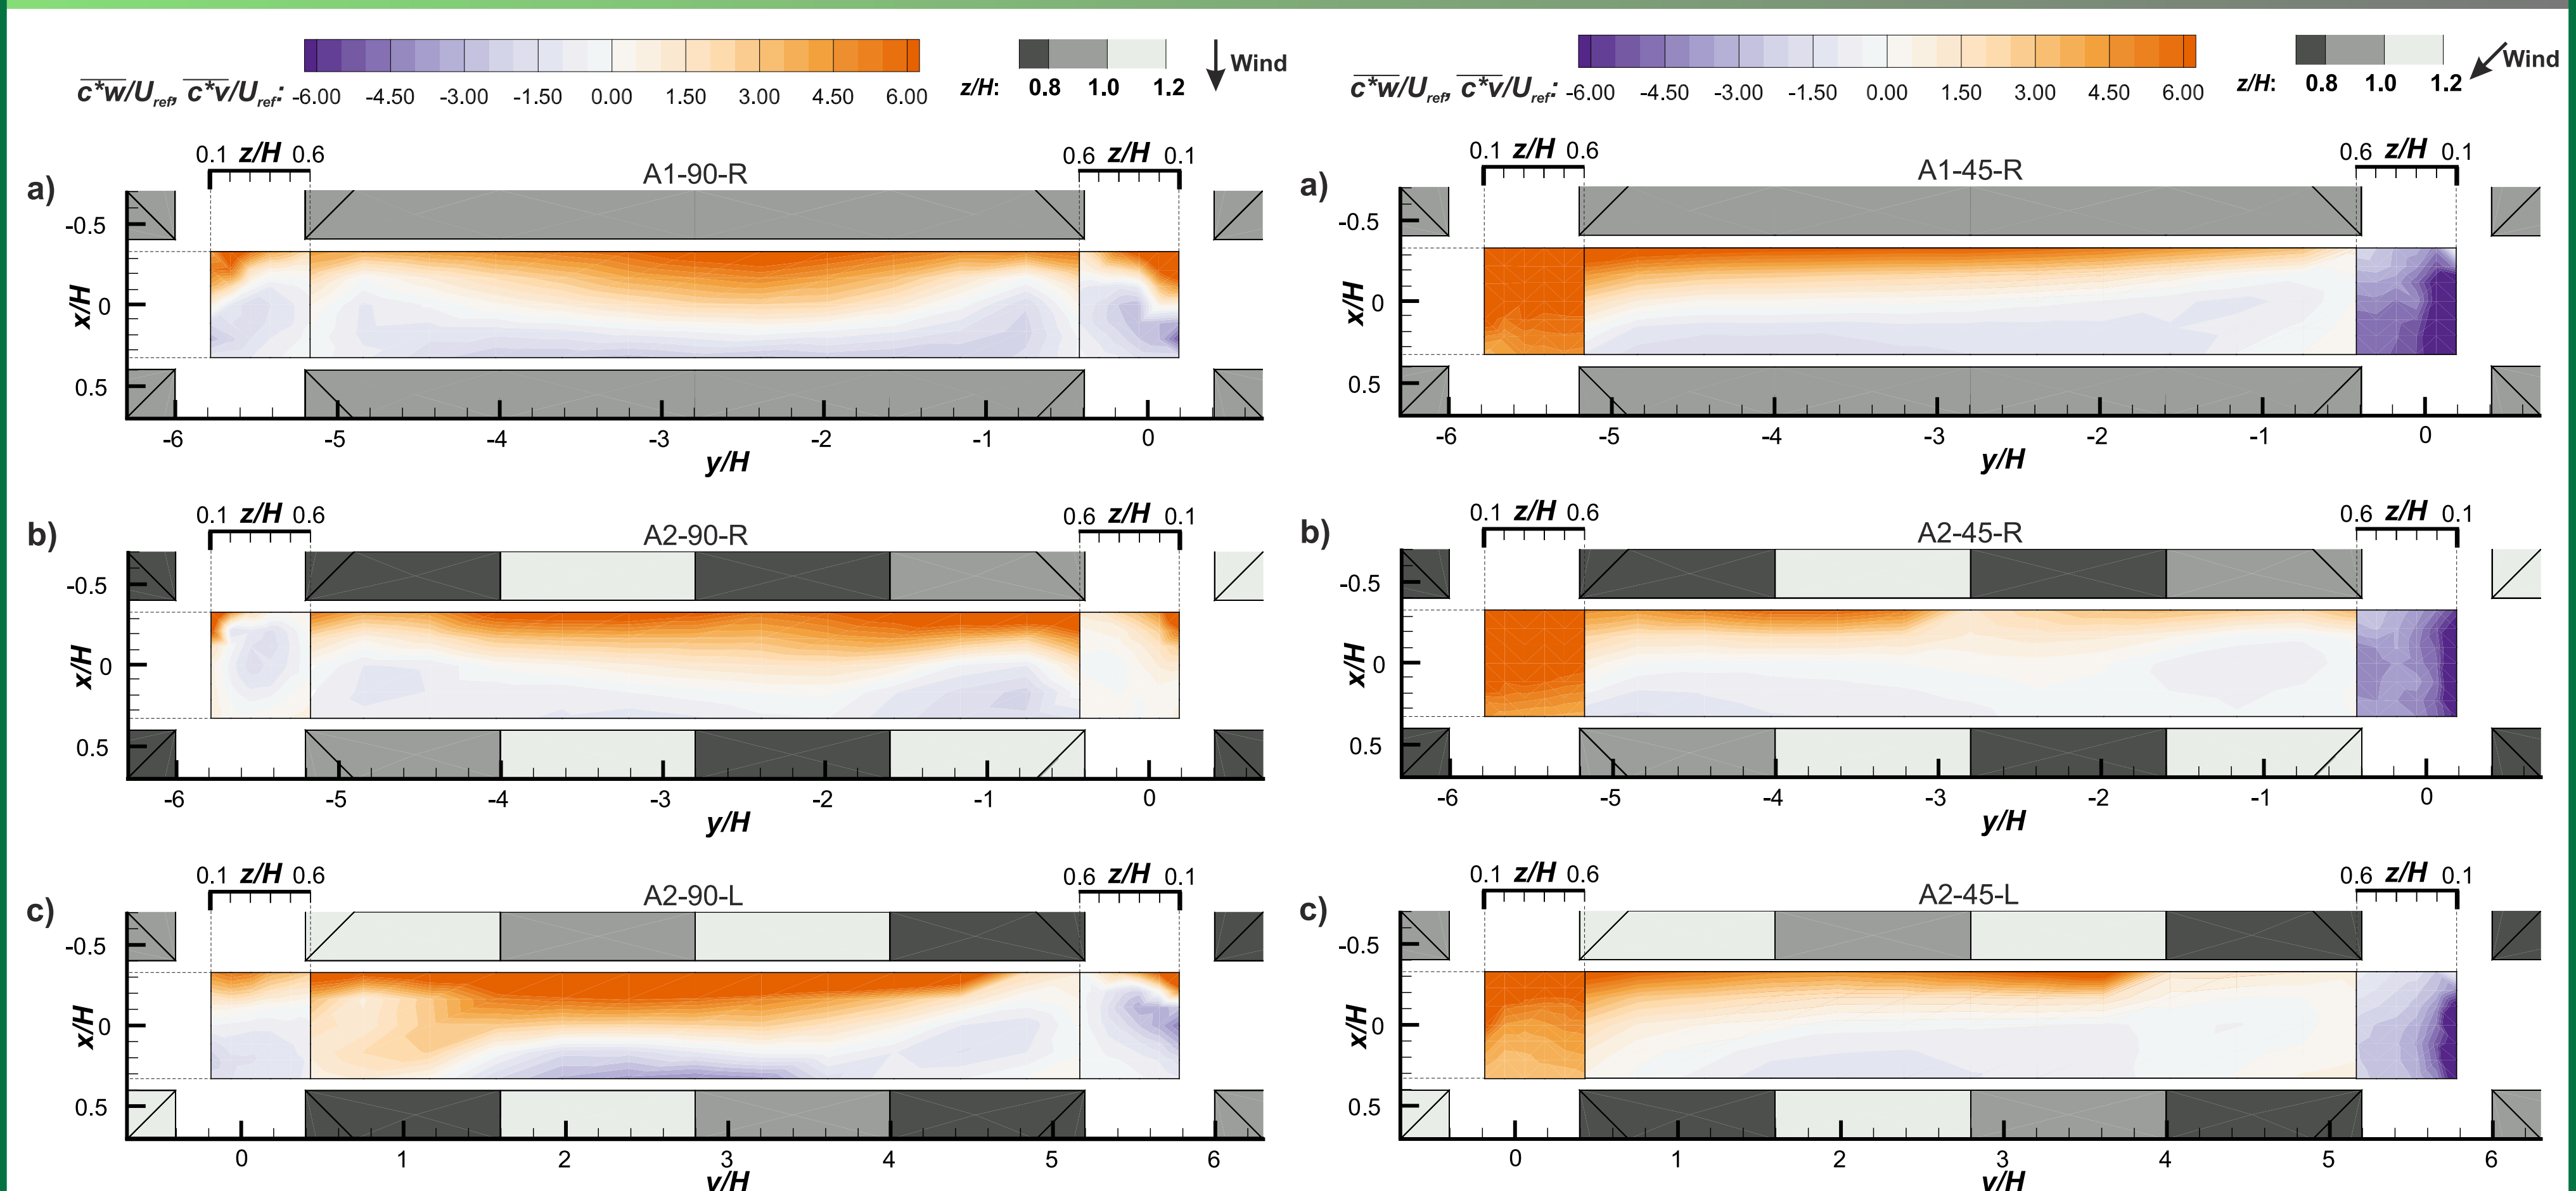 c*w/Uref, c*v/Uref: -6.00 -4.50 -3.00 -1.50 0.00 1.50 3.00 4.50 6.00
z/H: 0.8 1.0 1.2
Wind
a)
0.1 z/H 0.6
A1-90-R
0.6 z/H 0.1
-0.5
0
0.5
x/H
-6 -5 -4 -3 -2 -1 0
y/H
b)
0.1 z/H 0.6
A2-90-R
0.6 z/H 0.1
-0.5
0
0.5
x/H
-6 -5 -4 -3 -2 -1 0
y/H
c)
0.1 z/H 0.6
A2-90-L
0.6 z/H 0.1
-0.5
0
0.5
x/H
0 1 2 3 4 5 6
y/H
c*w/Uref, c*v/Uref: -6.00 -4.50 -3.00 -1.50 0.00 1.50 3.00 4.50 6.00
z/H: 0.8 1.0 1.2
Wind
a)
0.1 z/H 0.6
A1-45-R
0.6 z/H 0.1
-0.5
0
0.5
x/H
-6 -5 -4 -3 -2 -1 0
y/H
b)
0.1 z/H 0.6
A2-45-R
0.6 z/H 0.1
-0.5
0
0.5
x/H
-6 -5 -4 -3 -2 -1 0
y/H
c)
0.1 z/H 0.6
A2-45-L
0.6 z/H 0.1
-0.5
0
0.5
x/H
0 1 2 3 4 5 6
y/H